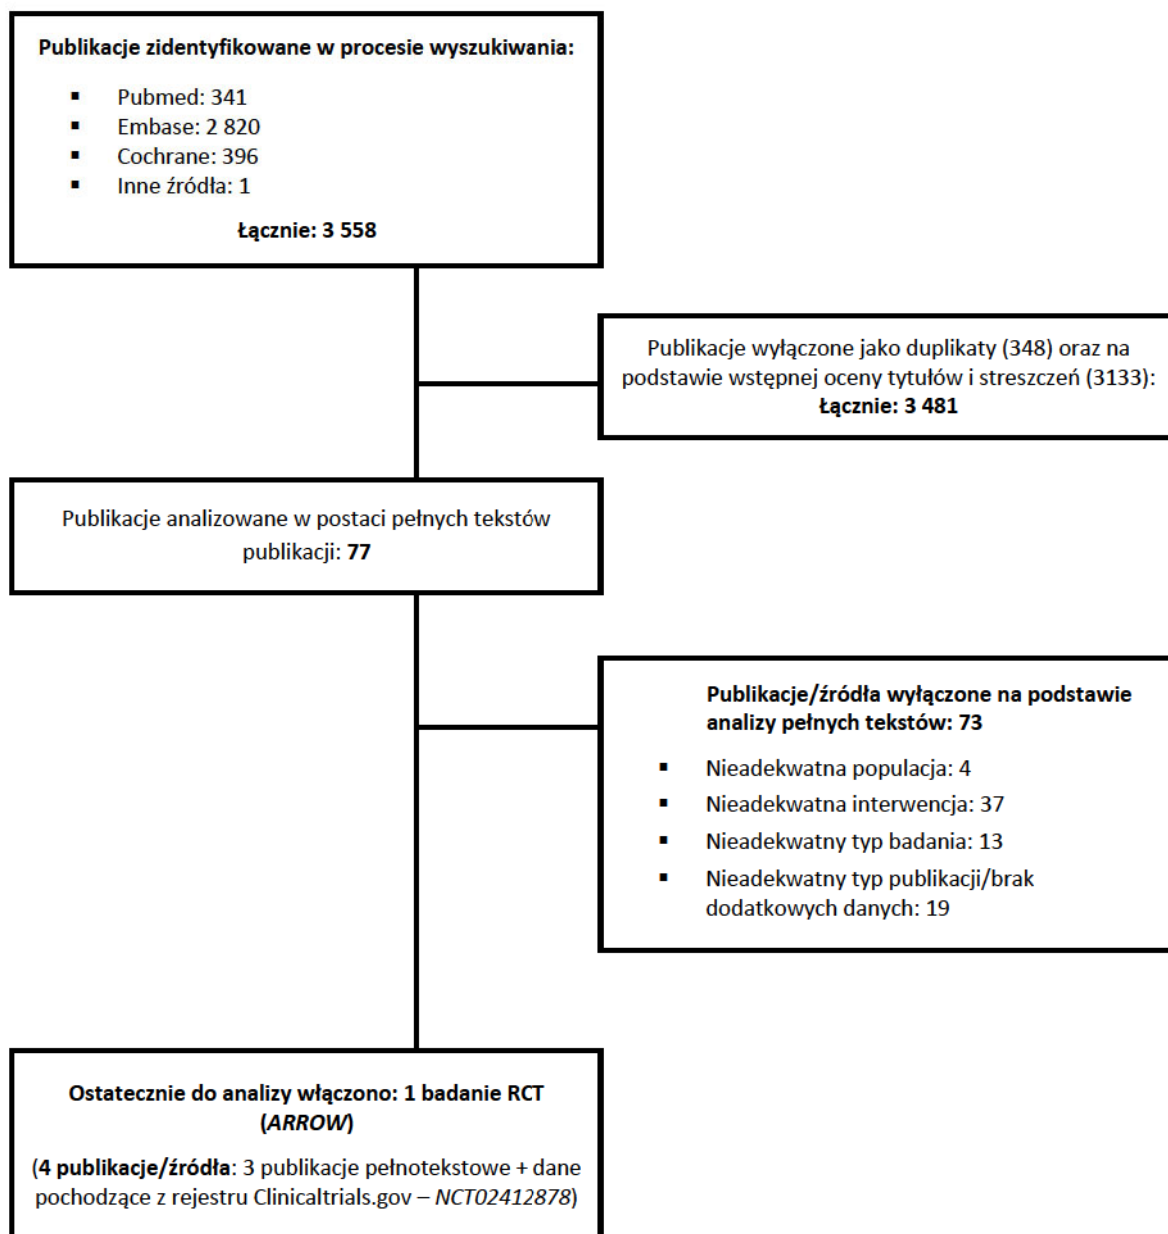 Publikacje zidentyfikowane w procesie wyszukiwania:
▪ Pubmed: 341
▪ Embase: 2 820
▪ Cochrane: 396
▪ Inne źródła: 1
Łącznie: 3 558
Publikacje wyłączone jako duplikaty (348) oraz na
podstawie wstępnej oceny tytułów i streszczeń (3133):
Łącznie: 3 481
Publikacje analizowane w postaci pełnych tekstów
publikacji: 77
Publikacje/źródła wyłączone na podstawie
analizy pełnych tekstów: 73
▪ Nieadekwatna populacja: 4
▪ Nieadekwatna interwencja: 37
▪ Nieadekwatny typ badania: 13
▪ Nieadekwatny typ publikacji/brak
dodatkowych danych: 19
Ostatecznie do analizy włączono: 1 badanie RCT
(ARROW)
(4 publikacje/źródła: 3 publikacje pełnotekstowe + dane
pochodzące z rejestru Clinicaltrials.gov – NCT02412878)